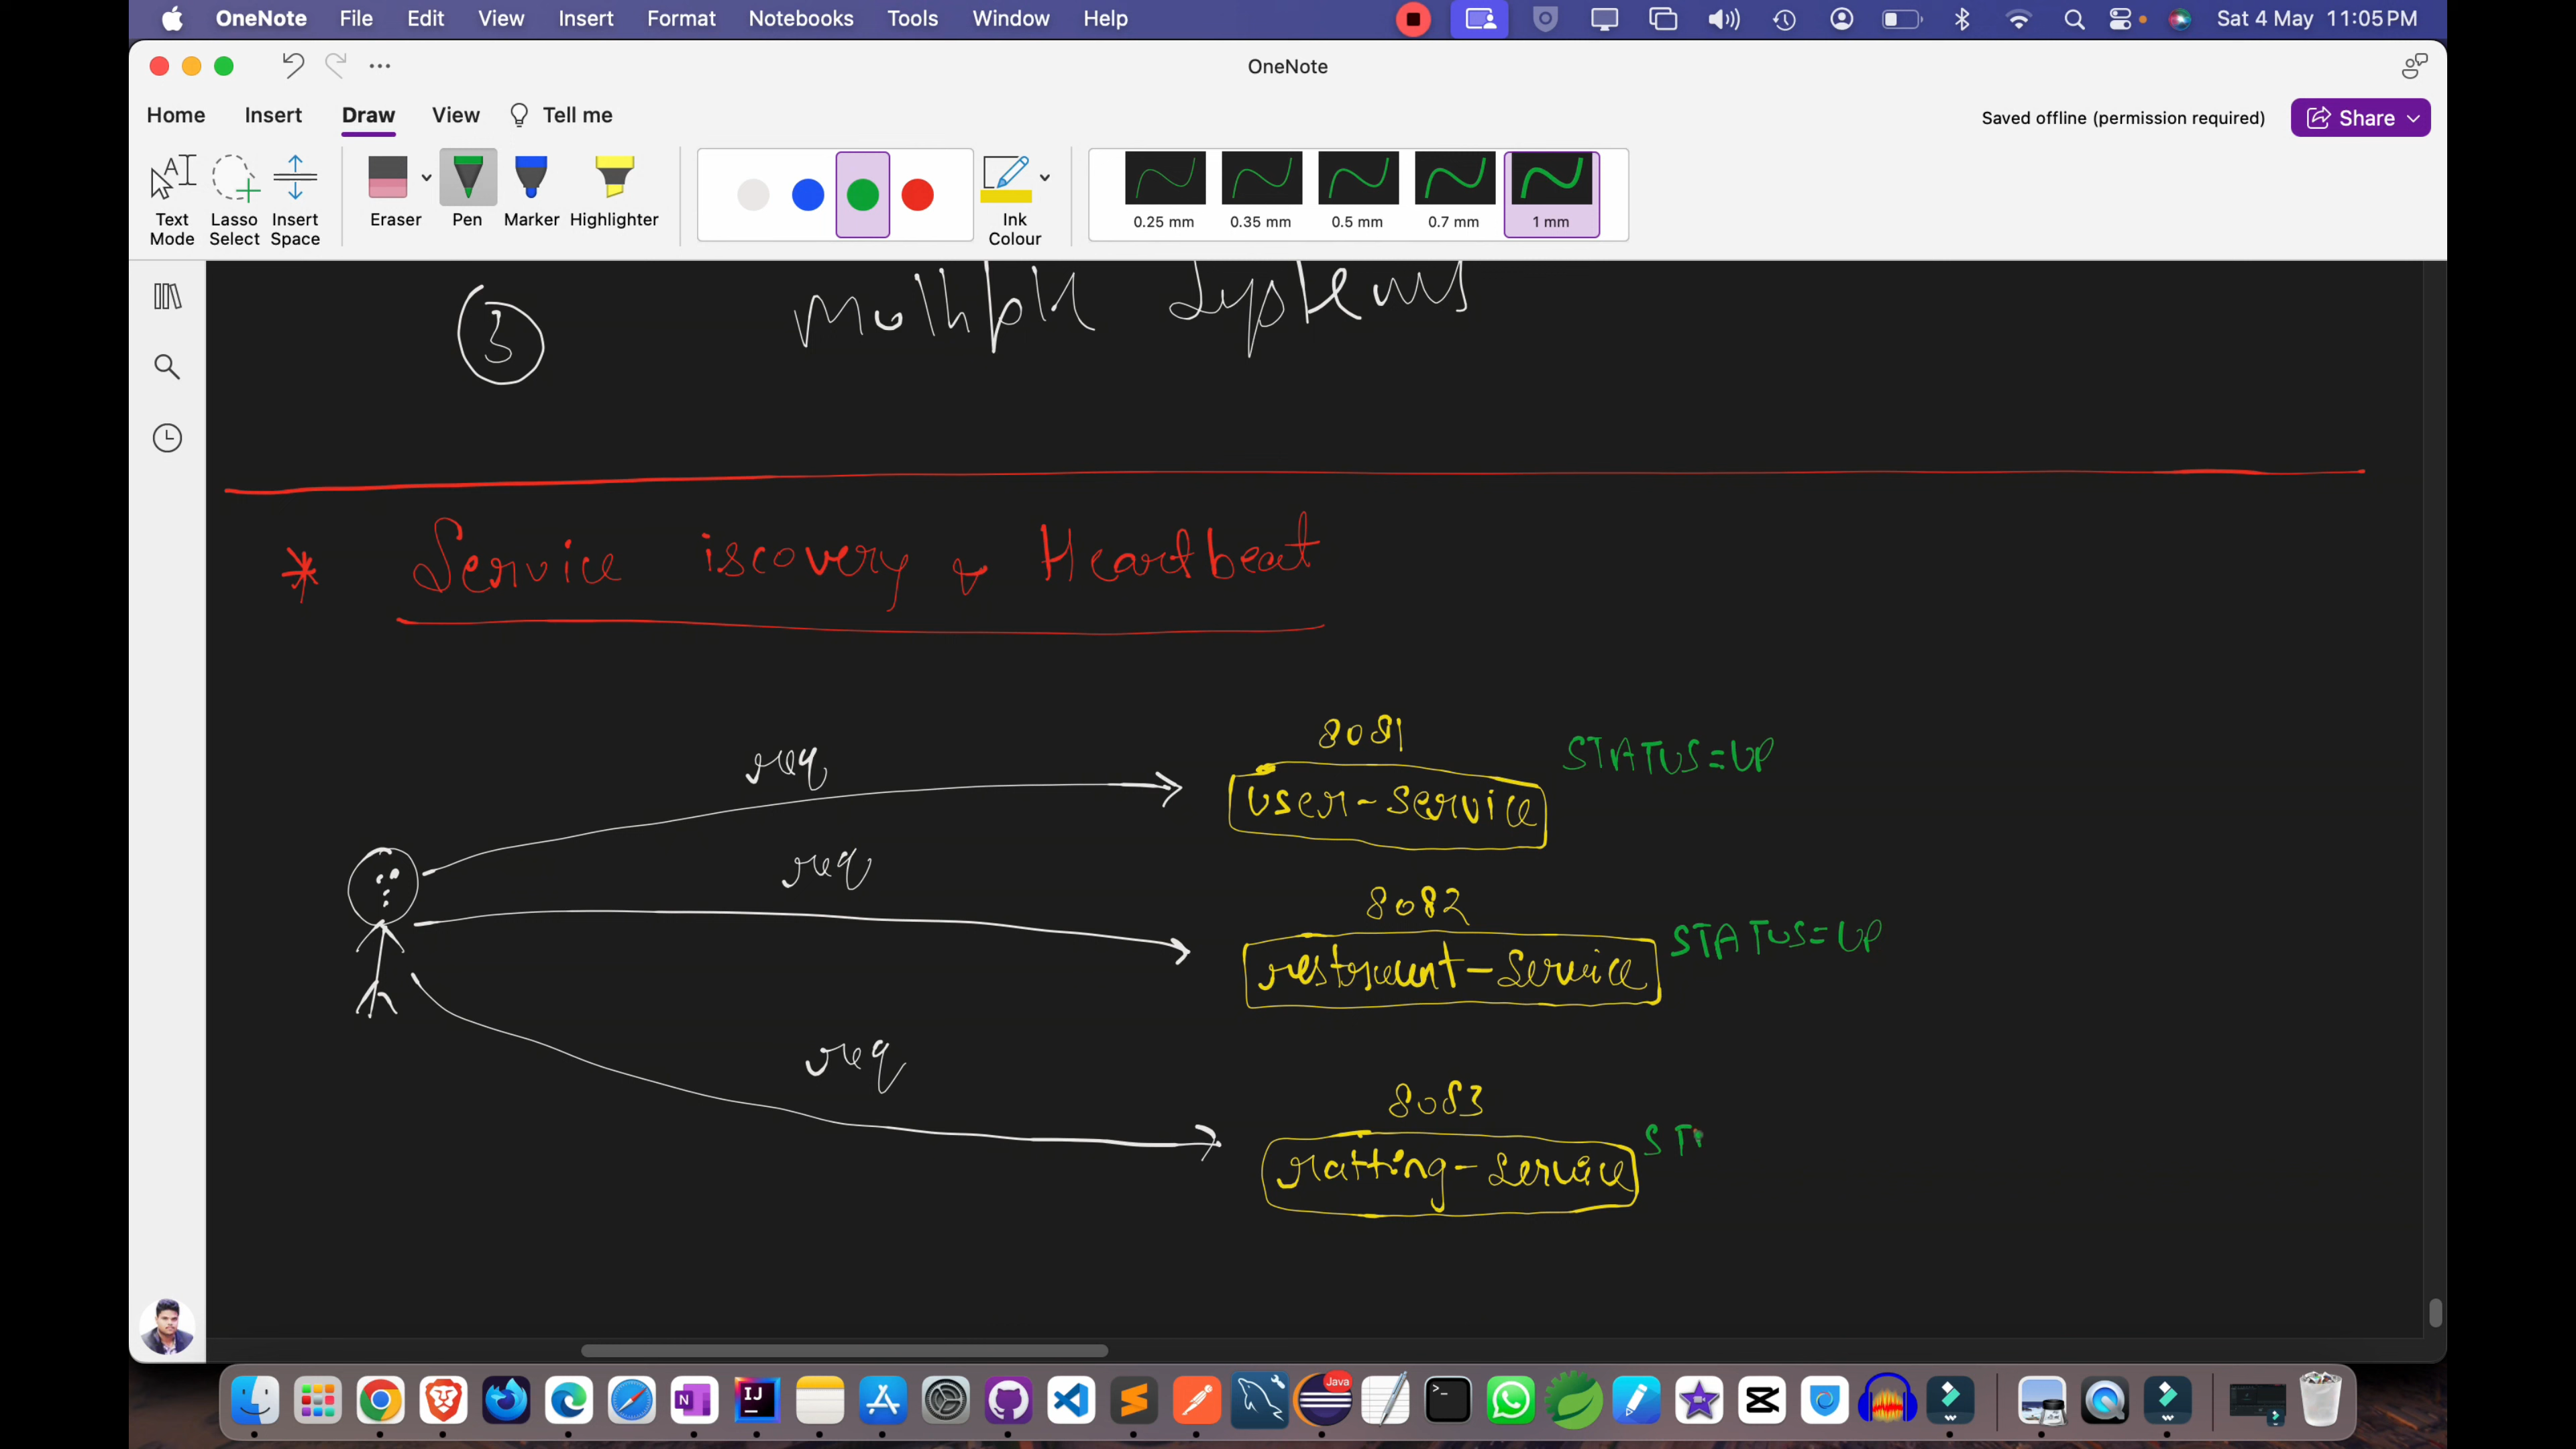 OneNote File Edit View Insert Format Notebooks Tools Window Help Sat 4 May 11:05 PM
OneNote
Home Insert Draw View Tell me Saved offline (permission required) Share
Text Mode
Lasso Select
Insert Space
Eraser
Pen
Marker
Highlighter
Ink Colour
0.25 mm
0.35 mm
0.5 mm
0.7 mm
1 mm
3 Systems
* Service iscovery & Heartbeat
8081
req user-service STATUS=UP
8082
req service STATUS=UP
8083
req ratting-service ST
IJ
N
Java